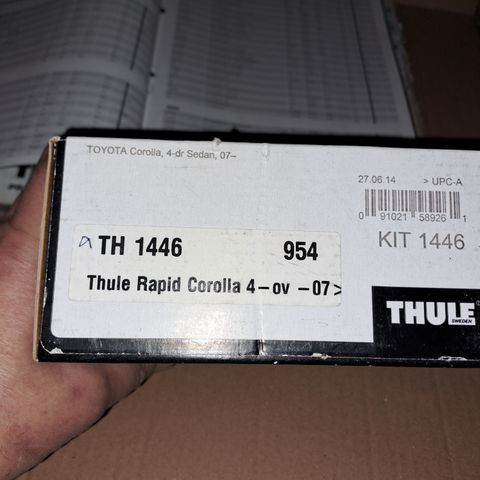 TOYOTA Corolla, 4-dr Sedan, 07–
27.06.14 > UPC-A
0 91021 58926 1
KIT 1446
a TH 1446 954
Thule Rapid Corolla 4-ov -07>
THULE
SWEDEN